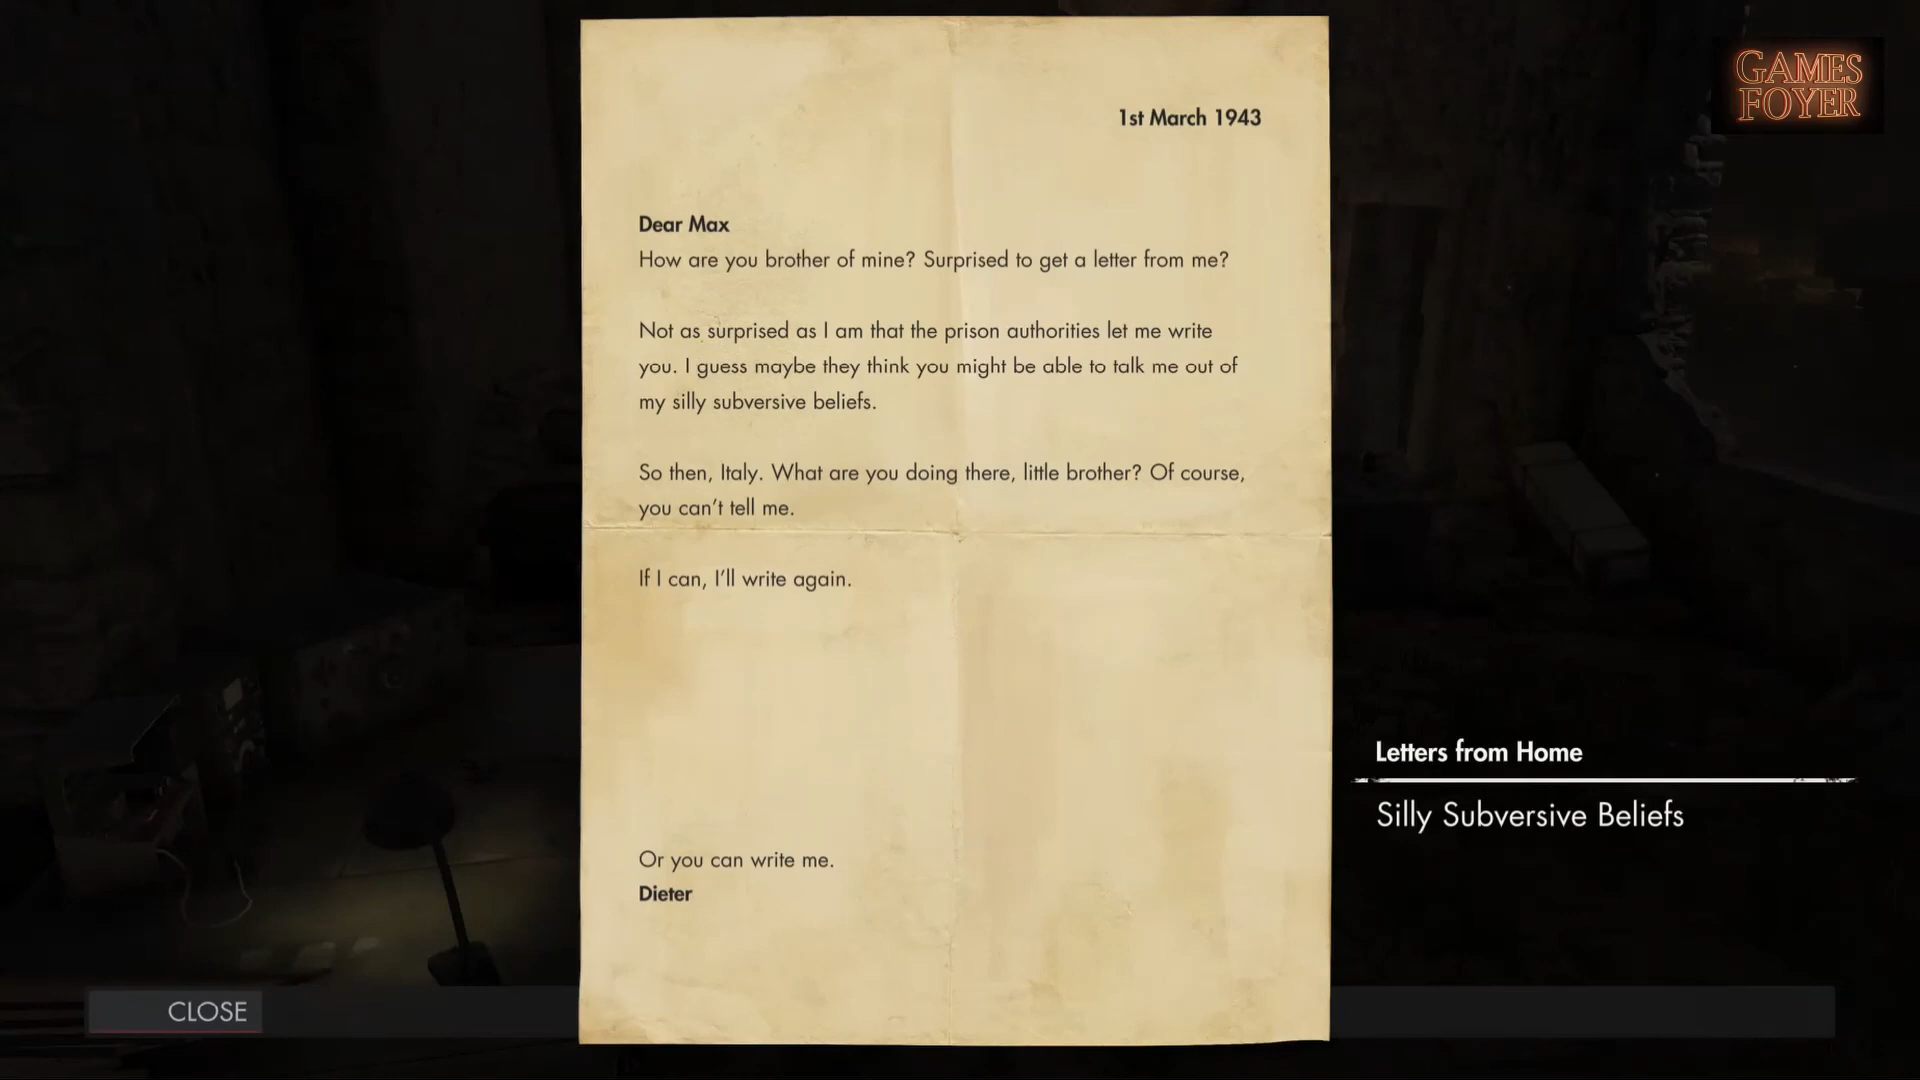 GAMES
FOYER
1st March 1943
Dear Max
How are you brother of mine? Surprised to get a letter from me?
Not as surprised as I am that the prison authorities let me write
you. I guess maybe they think you might be able to talk me out of
my silly subversive beliefs.
So then, Italy. What are you doing there, little brother? Of course,
you can't tell me.
If I can, I'll write again.
Or you can write me.
Dieter
Letters from Home
Silly Subversive Beliefs
CLOSE